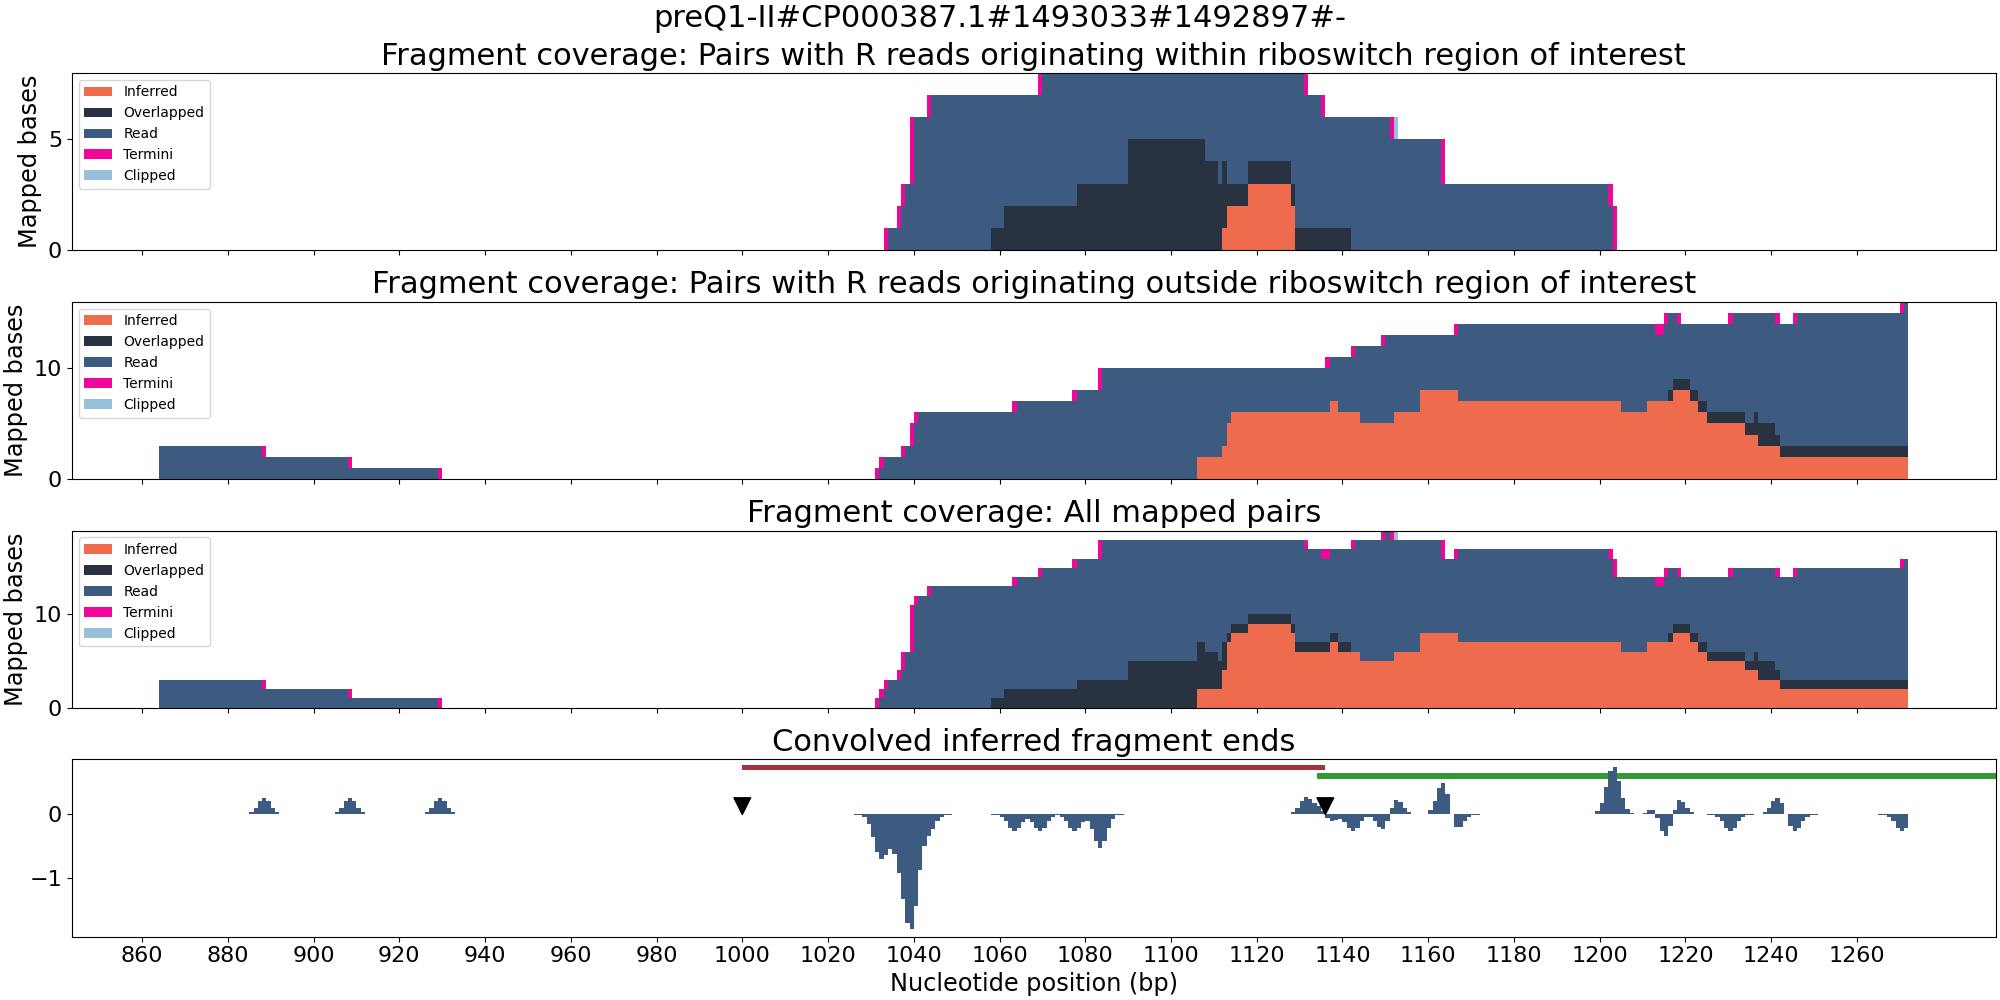 preQ1-II#CP000387.1#1493033#1492897#-
Fragment coverage: Pairs with R reads originating within riboswitch region of interest
Mapped bases
5
0
Inferred
Overlapped
Read
Termini
Clipped
Fragment coverage: Pairs with R reads originating outside riboswitch region of interest
Mapped bases
10
0
Inferred
Overlapped
Read
Termini
Clipped
Fragment coverage: All mapped pairs
Mapped bases
10
0
Inferred
Overlapped
Read
Termini
Clipped
Convolved inferred fragment ends
0
−1
860 880 900 920 940 960 980 1000 1020 1040 1060 1080 1100 1120 1140 1160 1180 1200 1220 1240 1260
Nucleotide position (bp)